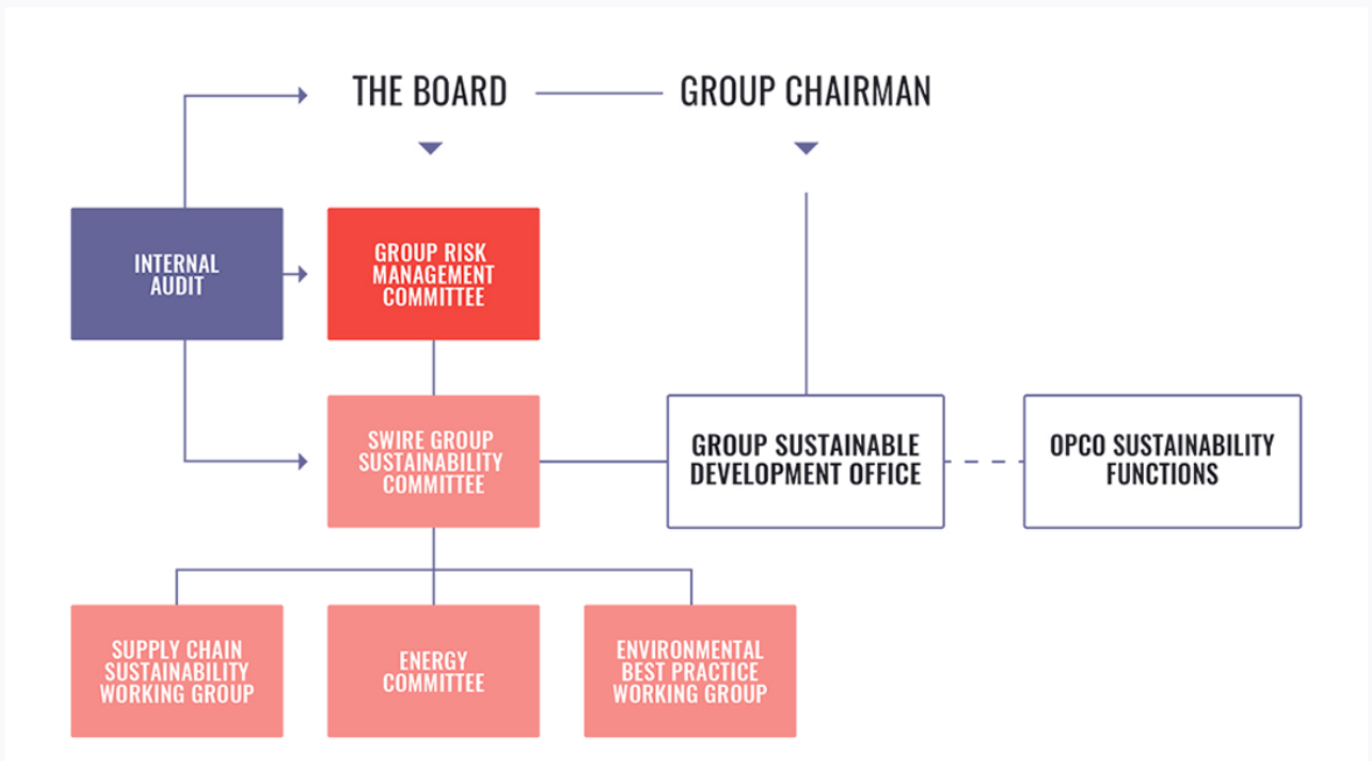 THE BOARD
GROUP CHAIRMAN
INTERNAL
AUDIT
GROUP RISK
MANAGEMENT
COMMITTEE
SWIRE GROUP
SUSTAINABILITY
COMMITTEE
GROUP SUSTAINABLE
DEVELOPMENT OFFICE
OPCO SUSTAINABILITY
FUNCTIONS
SUPPLY CHAIN
SUSTAINABILITY
WORKING GROUP
ENERGY
COMMITTEE
ENVIRONMENTAL
BEST PRACTICE
WORKING GROUP